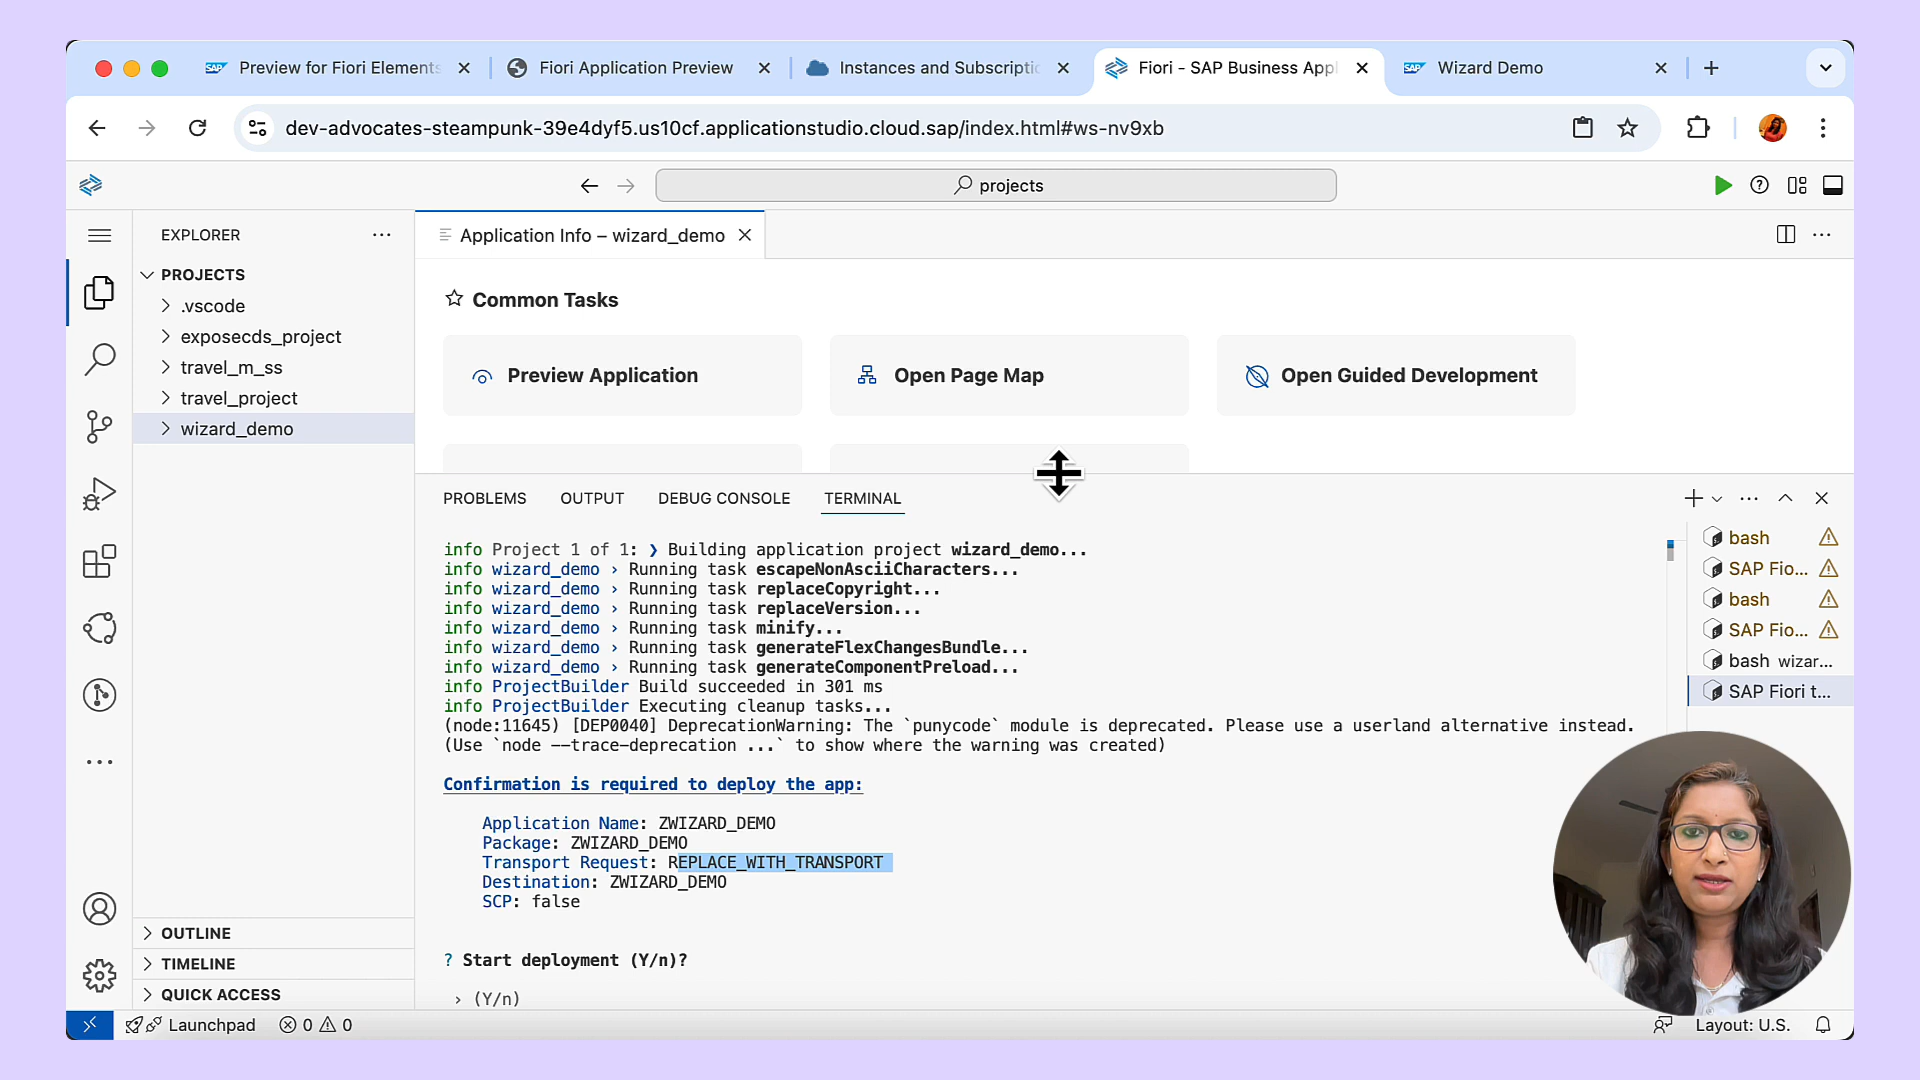 Preview for Fiori Elements
Fiori Application Preview
Instances and Subscriptio
Fiori - SAP Business Appl
Wizard Demo
dev-advocates-steampunk-39e4dyf5.us10cf.applicationstudio.cloud.sap/index.html#ws-nv9xb
projects
EXPLORER
PROJECTS
.vscode
exposecds_project
travel_m_ss
travel_project
wizard_demo
OUTLINE
TIMELINE
QUICK ACCESS
Application Info – wizard_demo
Common Tasks
Preview Application
Open Page Map
Open Guided Development
PROBLEMS
OUTPUT
DEBUG CONSOLE
TERMINAL
info Project 1 of 1: ❯ Building application project wizard_demo...
info wizard_demo › Running task escapeNonAsciiCharacters...
info wizard_demo › Running task replaceCopyright...
info wizard_demo › Running task replaceVersion...
info wizard_demo › Running task minify...
info wizard_demo › Running task generateFlexChangesBundle...
info wizard_demo › Running task generateComponentPreload...
info ProjectBuilder Build succeeded in 301 ms
info ProjectBuilder Executing cleanup tasks...
(node:11645) [DEP0040] DeprecationWarning: The `punycode` module is deprecated. Please use a userland alternative instead.
(Use `node --trace-deprecation ...` to show where the warning was created)
Confirmation is required to deploy the app:
Application Name: ZWIZARD_DEMO
Package: ZWIZARD_DEMO
Transport Request: REPLACE_WITH_TRANSPORT
Destination: ZWIZARD_DEMO
SCP: false
? Start deployment (Y/n)?
› (Y/n)
bash
SAP Fio...
bash
SAP Fio...
bash wizar...
SAP Fiori t...
Launchpad
0
0
Layout: U.S.